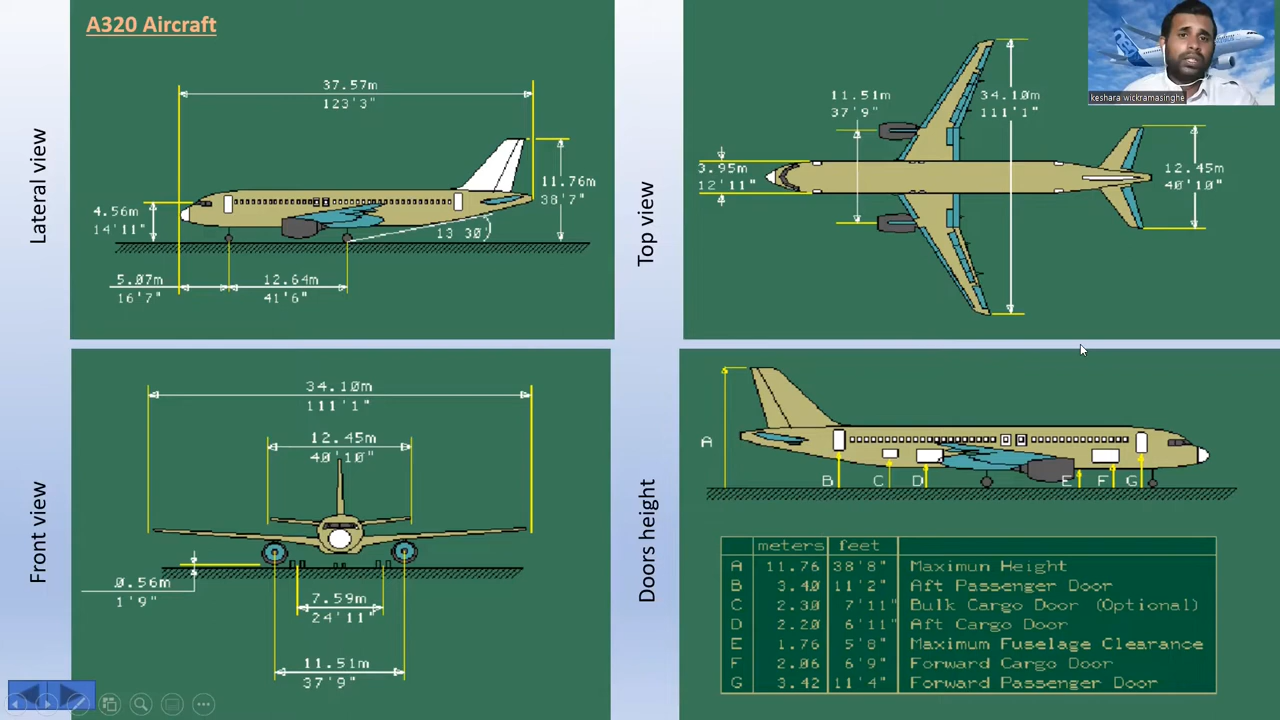 A320 Aircraft
keshara wickramasinghe
Lateral view
37.57m
123'3"
11.76m
38'7"
4.56m
14'11"
13 30'
5.07m
16'7"
12.64m
41'6"
Top view
11.51m
37'9"
34.10m
111'1"
3.95m
12'11"
12.45m
40'10"
Front view
34.10m
111'1"
12.45m
40'10"
0.56m
1'9"
7.59m
24'11"
11.51m
37'9"
Doors height
A
B C D E F G
meters feet
A 11.76 38'8" Maximun Height
B 3.40 11'2" Aft Passenger Door
C 2.30 7'11" Bulk Cargo Door (Optional)
D 2.20 6'11" Aft Cargo Door
E 1.76 5'8" Maximum Fuselage Clearance
F 2.06 6'9" Forward Cargo Door
G 3.42 11'4" Forward Passenger Door